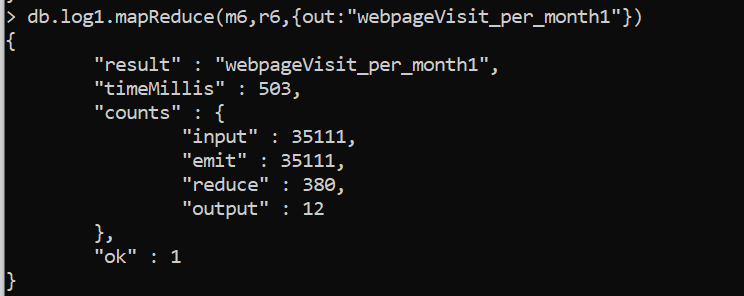 > db.log1.mapReduce(m6,r6,{out:"webpageVisit_per_month1"})
{
        "result" : "webpageVisit_per_month1",
        "timeMillis" : 503,
        "counts" : {
                "input" : 35111,
                "emit" : 35111,
                "reduce" : 380,
                "output" : 12
        },
        "ok" : 1
}